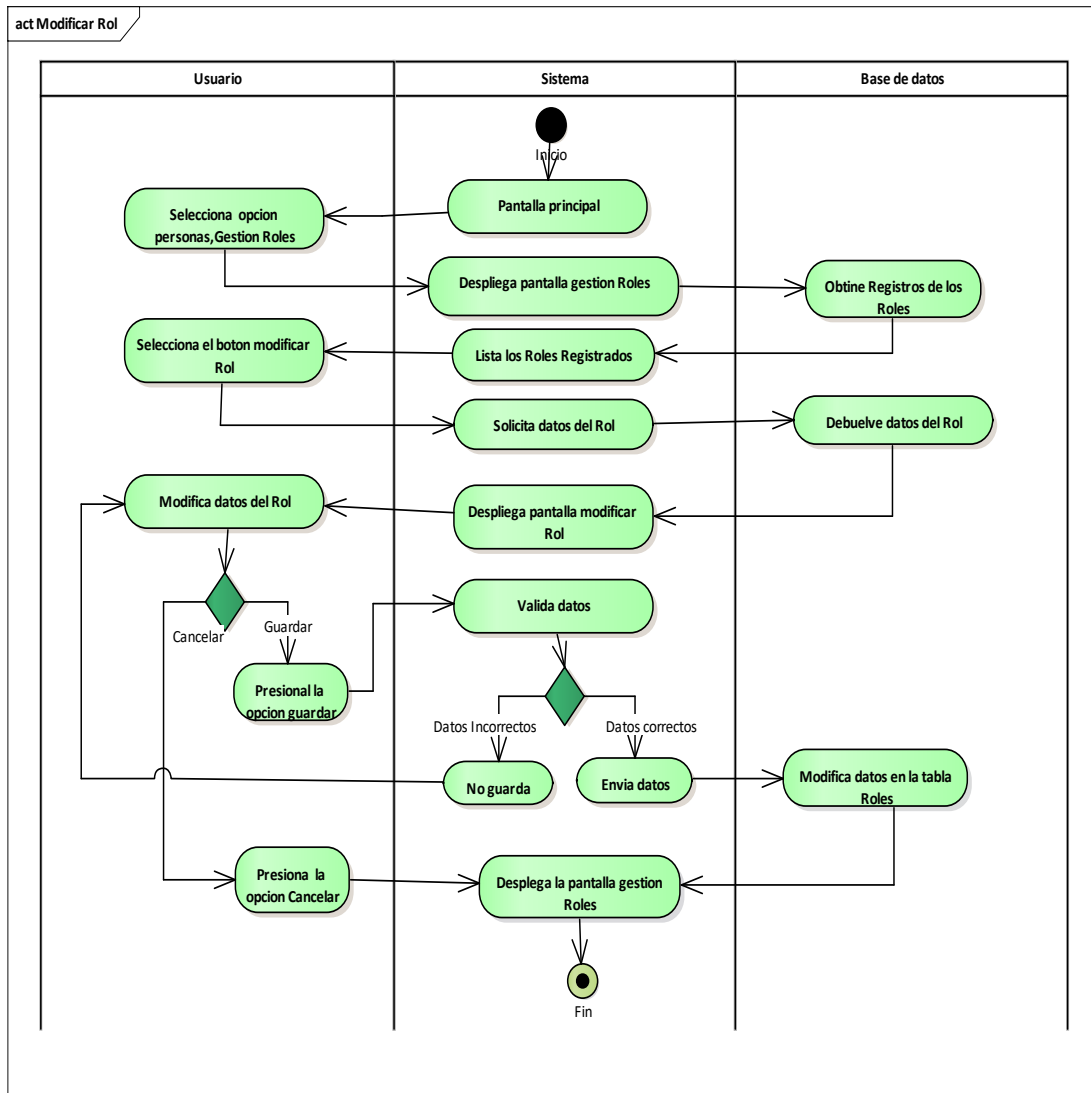 act Modificar Rol
Usuario
Sistema
Base de datos
Inicio
Pantalla principal
Selecciona opcion
personas,Gestion Roles
Despliega pantalla gestion Roles
Obtine Registros de los
Roles
Lista los Roles Registrados
Selecciona el boton modificar
Rol
Solicita datos del Rol
Debuelve datos del Rol
Despliega pantalla modificar
Rol
Modifica datos del Rol
Cancelar
Guardar
Presional la
opcion guardar
Valida datos
Datos Incorrectos
Datos correctos
No guarda
Envia datos
Modifica datos en la tabla
Roles
Presiona la
opcion Cancelar
Desplega la pantalla gestion
Roles
Fin